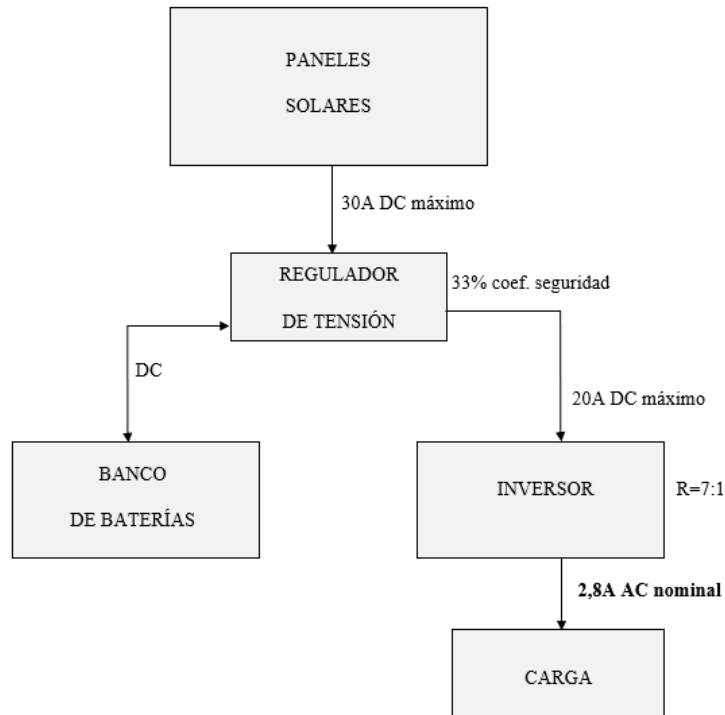 PANELES
SOLARES
30A DC máximo
REGULADOR
DE TENSIÓN
33% coef. seguridad
DC
20A DC máximo
BANCO
DE BATERÍAS
INVERSOR
R=7:1
2,8A AC nominal
CARGA